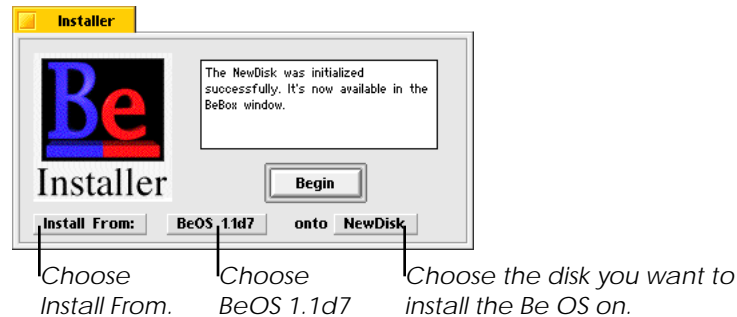 Installer
The NewDisk was initialized
successfully. It's now available in the
BeBox window.
Be
Installer
Begin
Install From:
BeOS 1.1d7
onto
NewDisk
Choose
Install From.
Choose
BeOS 1.1d7
Choose the disk you want to
install the Be OS on.